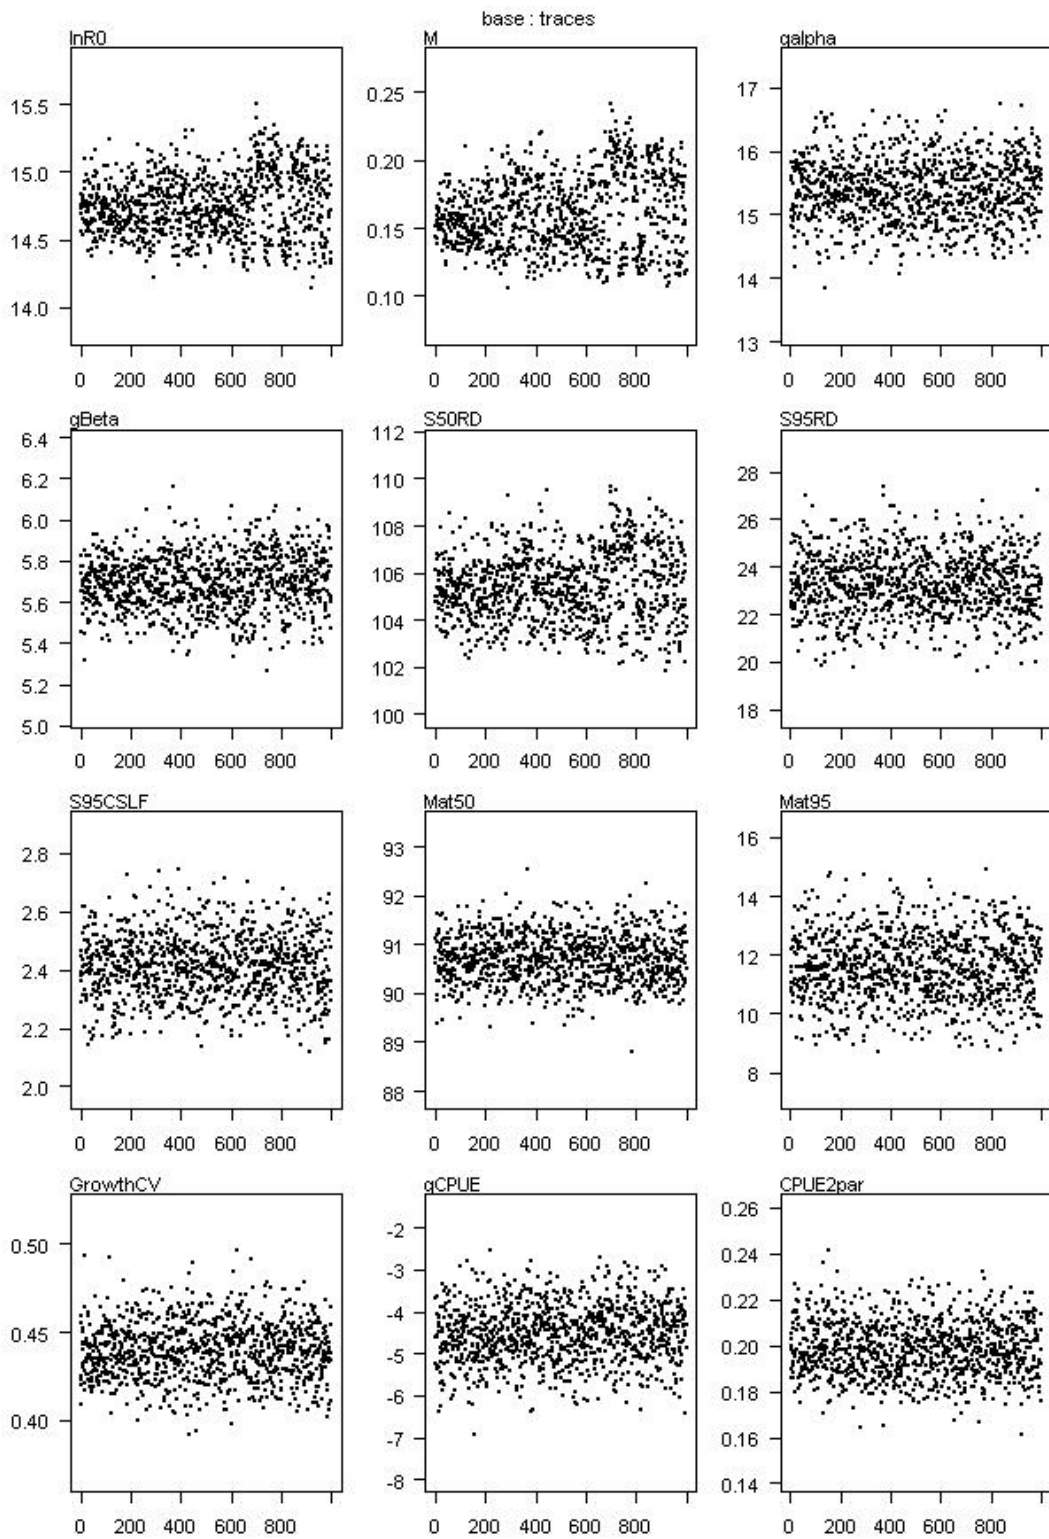 base : traces
lnR0 M galpha
15.5 0.25 17
15.0 0.20 16
14.5 0.15 15
14.0 0.10 14
13
0 200 400 600 800 0 200 400 600 800 0 200 400 600 800
gBeta S50RD S95RD
6.4 112
6.2 110 28
6.0 108 26
5.8 106 24
5.6 104 22
5.4 102 20
5.2 100 18
5.0
0 200 400 600 800 0 200 400 600 800 0 200 400 600 800
S95CSLF Mat50 Mat95
2.8 93 16
2.6 92 14
2.4 91 12
2.2 90 10
2.0 89 8
88
0 200 400 600 800 0 200 400 600 800 0 200 400 600 800
GrowthCV qCPUE CPUE2par
0.50 -2 0.26
0.45 -3 0.24
0.40 -4 0.22
-5 0.20
-6 0.18
-7 0.16
-8 0.14
0 200 400 600 800 0 200 400 600 800 0 200 400 600 800